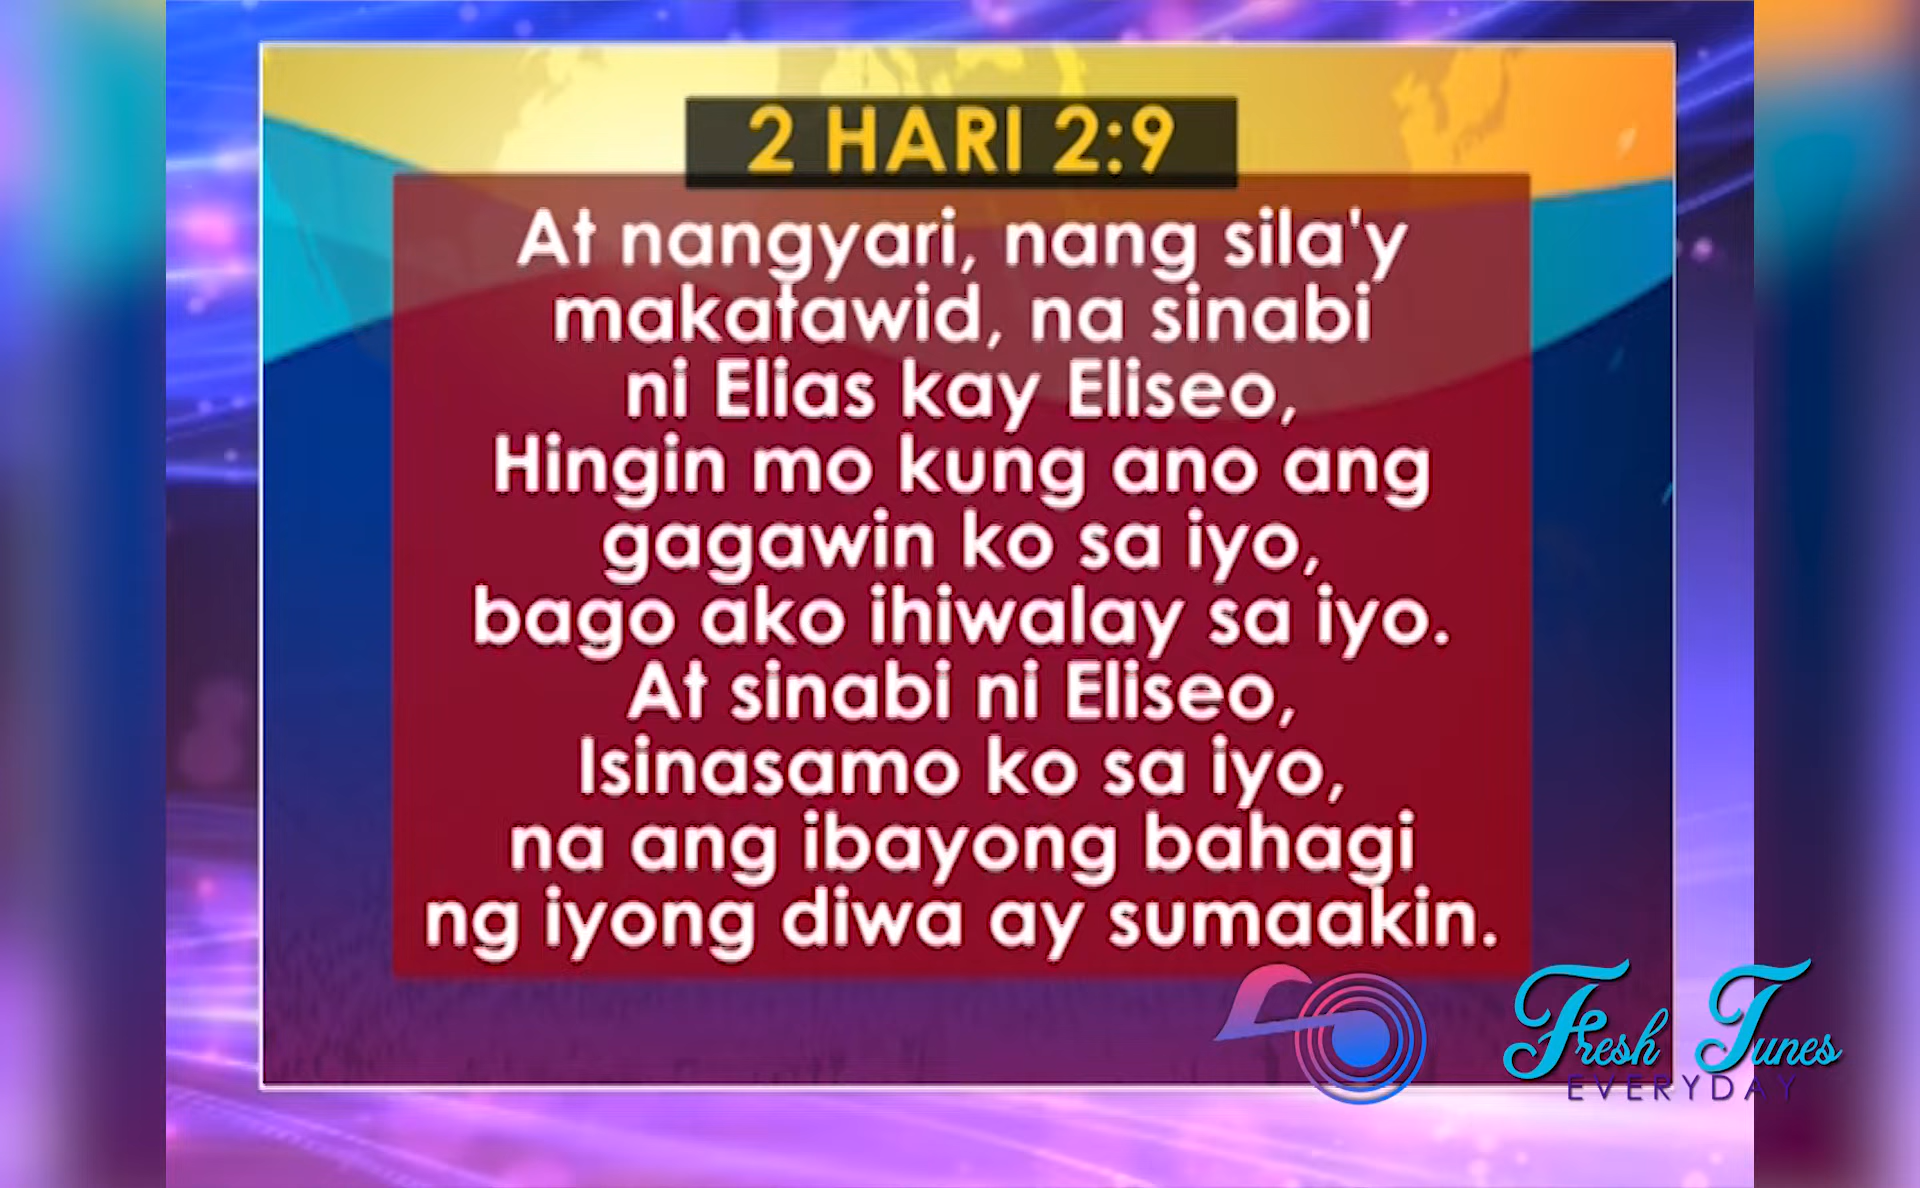 2 HARI 2:9
At nangyari, nang sila'y
makatawid, na sinabi
ni Elias kay Eliseo,
Hingin mo kung ano ang
gagawin ko sa iyo,
bago ako ihiwalay sa iyo.
At sinabi ni Eliseo,
Isinasamo ko sa iyo,
na ang ibayong bahagi
ng iyong diwa ay sumaakin.
Fresh Tunes
EVERYDAY